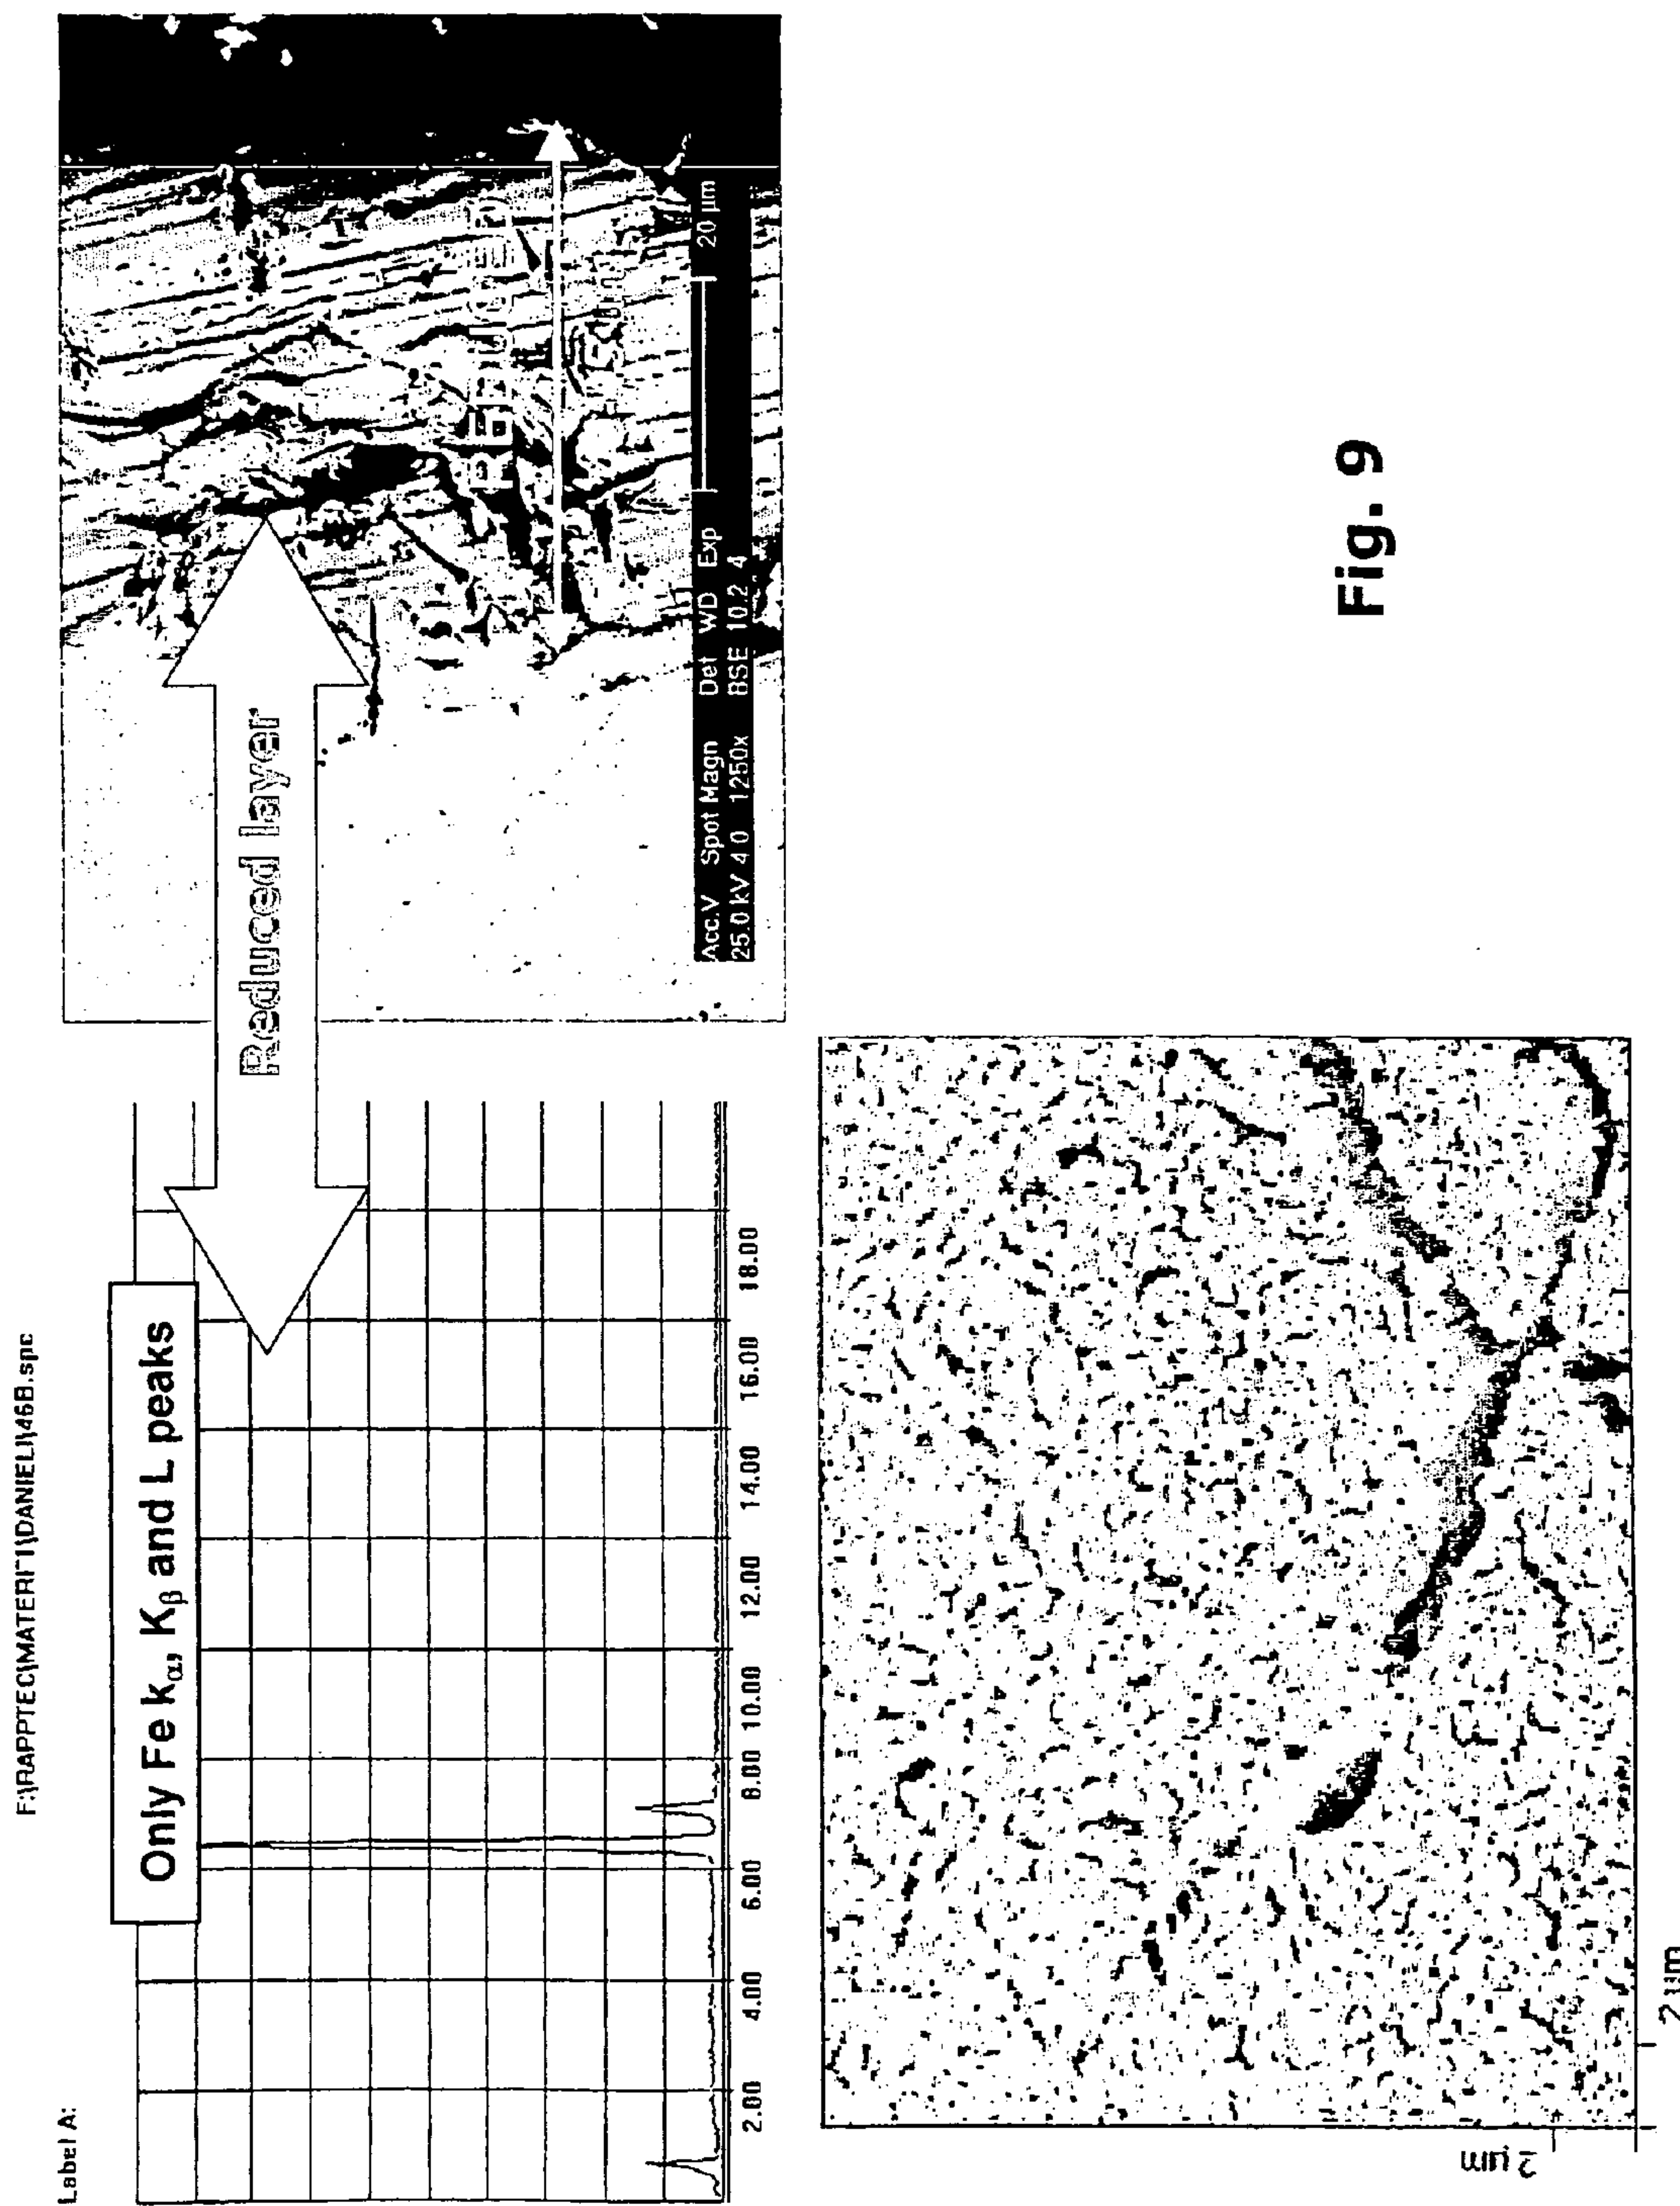 F:\RAPPTEC\MATERI~1\DANIELI\46B.spc
Label A:
Only Fe kα, Kβ and L peaks
2.00 4.00 6.00 8.00 10.00 12.00 14.00 16.00 18.00
Reduced layer
REDUCED
Acc.V Spot Magn Det WD Exp 20 µm
25.0 kV 4.0 1250x BSE 10.2 4
2 µm
2 µm
Fig. 9